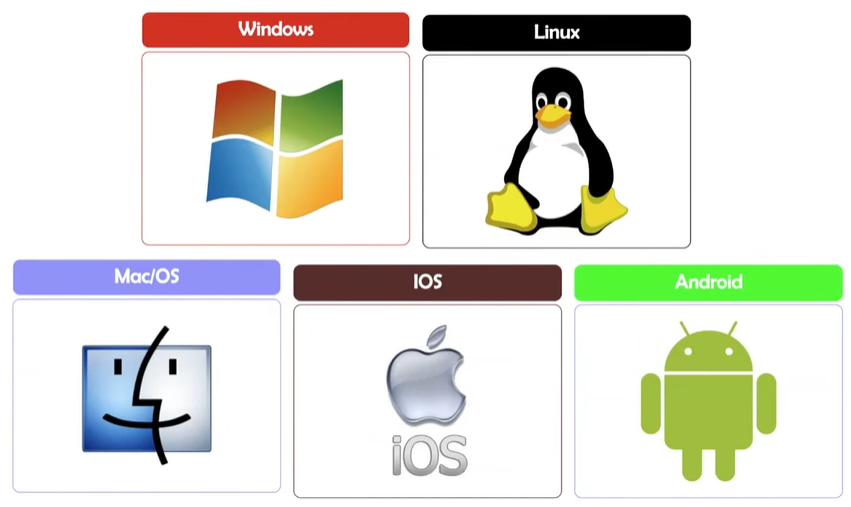 Windows
Linux
Mac/OS
IOS
Android
iOS